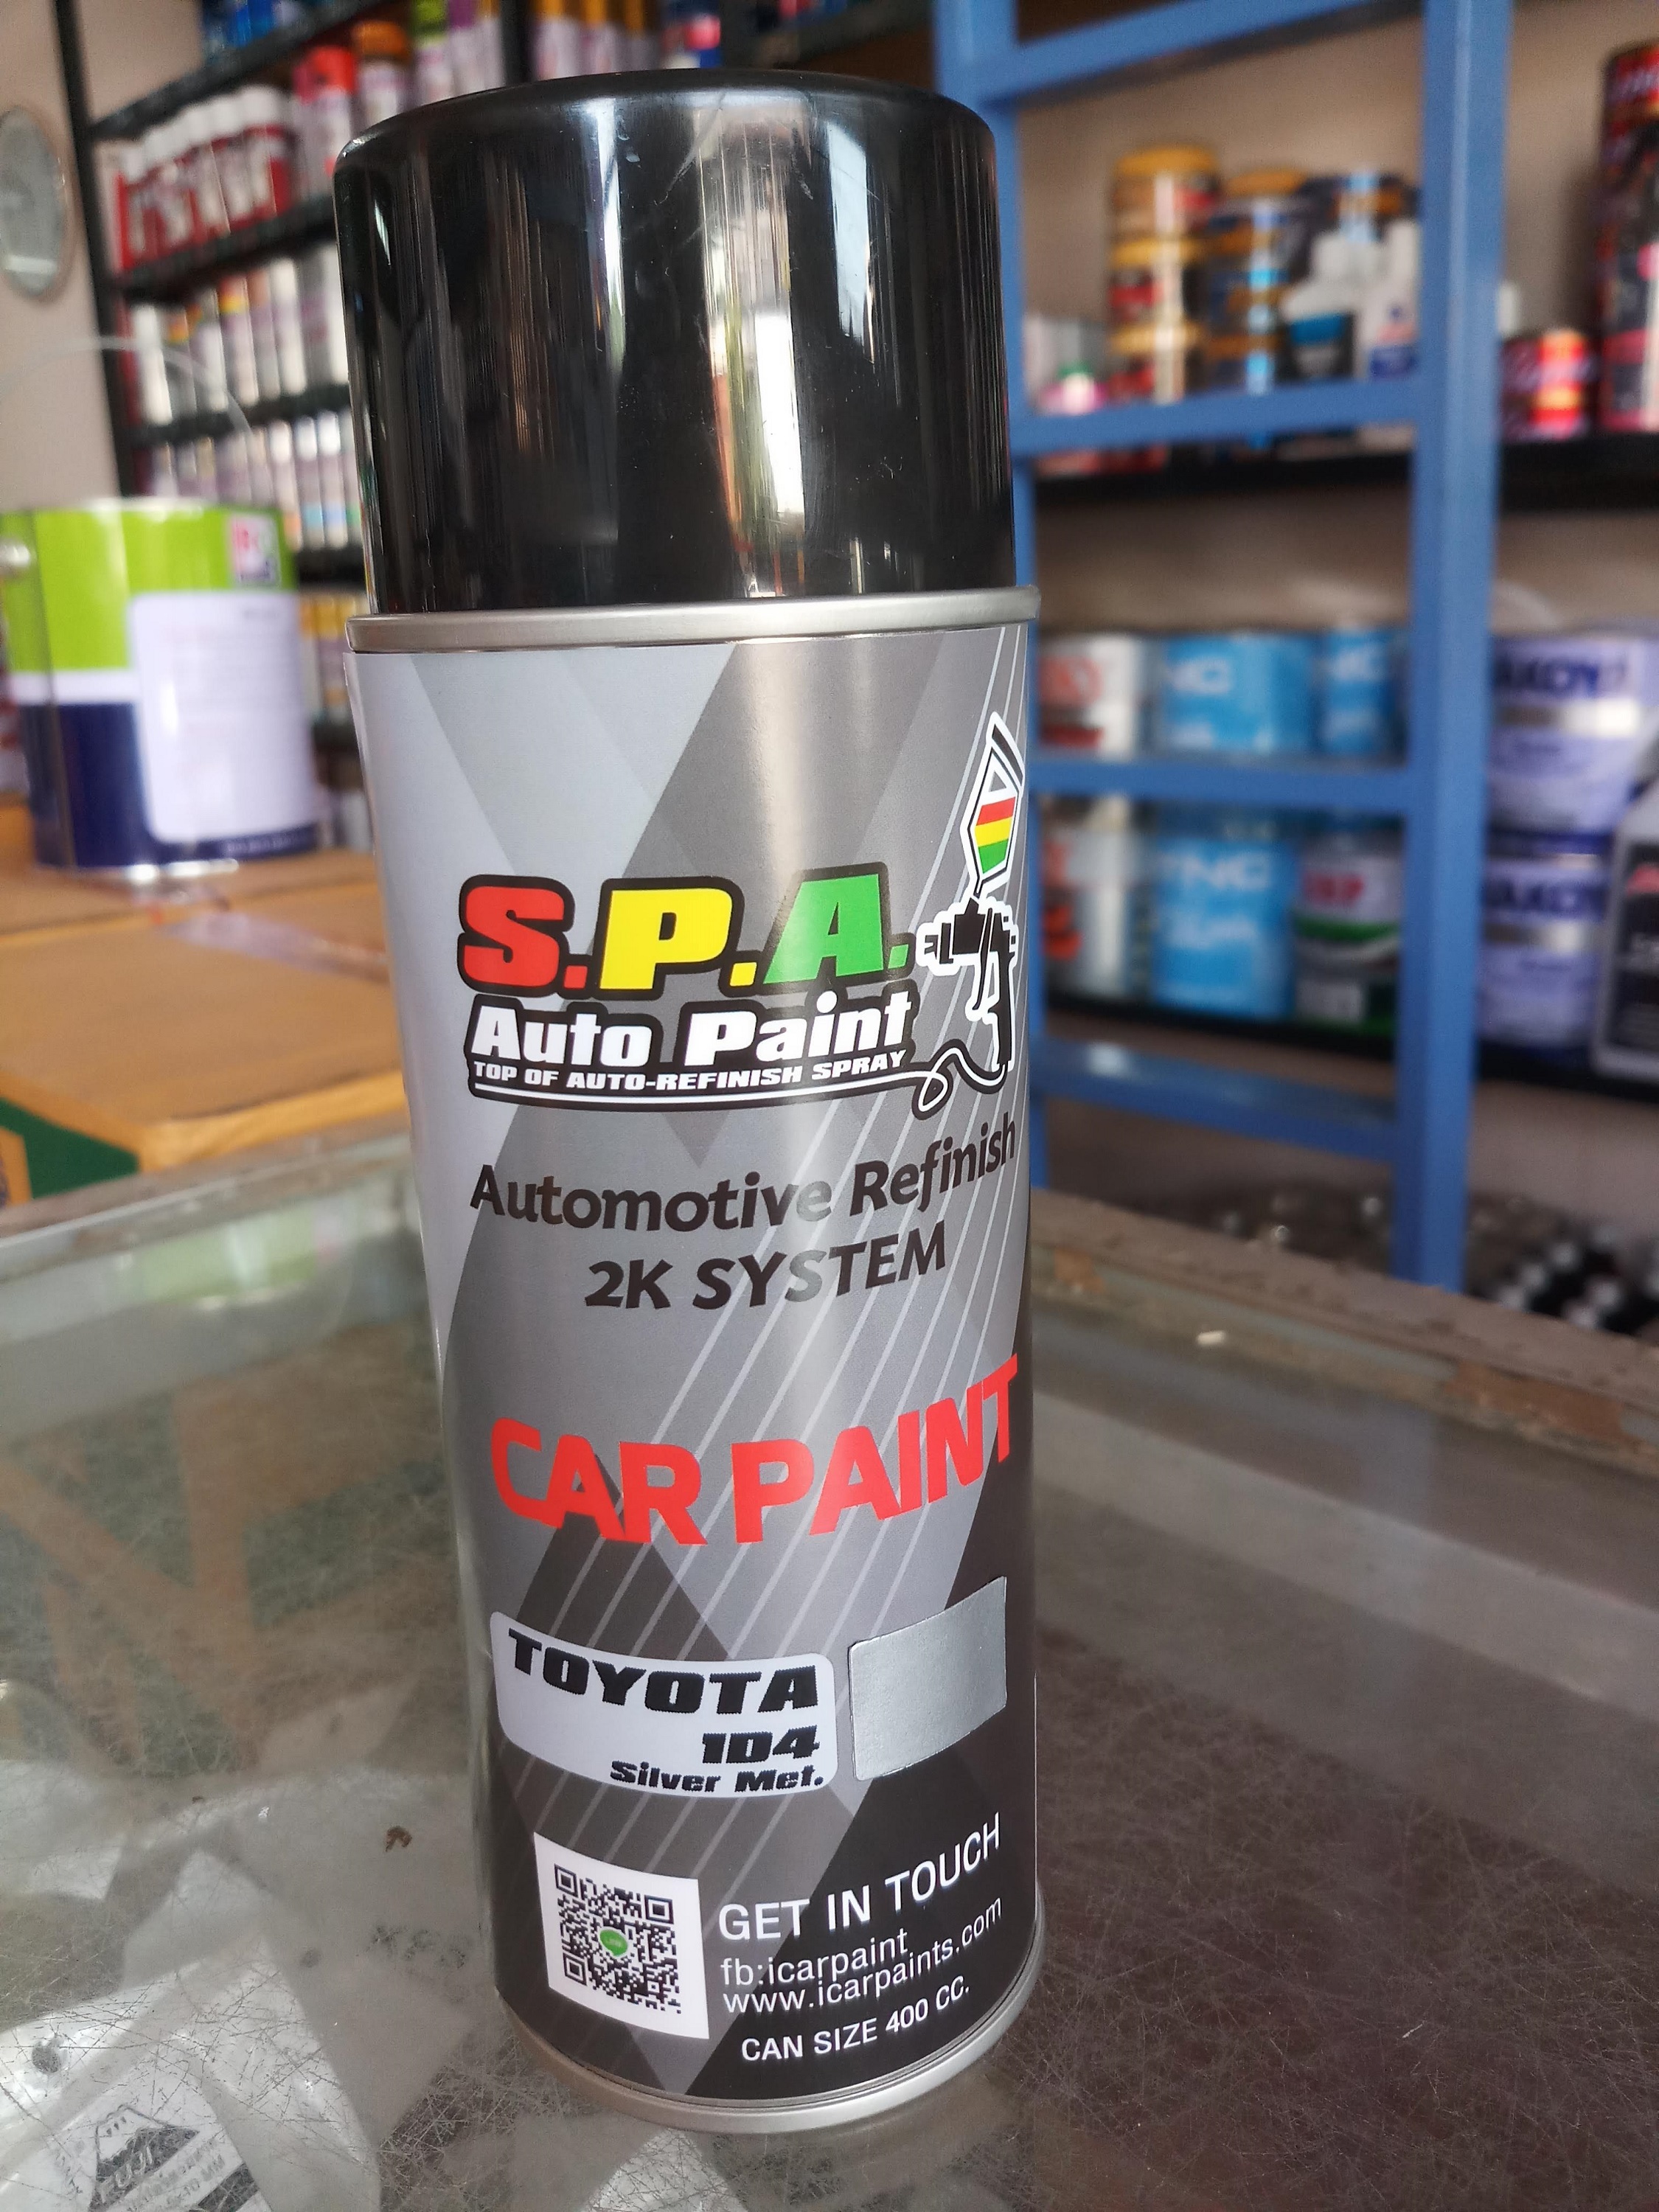 S.P.A.
Auto Paint
TOP OF AUTO-REFINISH SPRAY
Automotive Refinish
2K SYSTEM
CAR PAINT
TOYOTA
1D4
Silver Met.
GET IN TOUCH
fb:icarpaint
www.icarpaints.com
CAN SIZE 400 CC.
FUJI